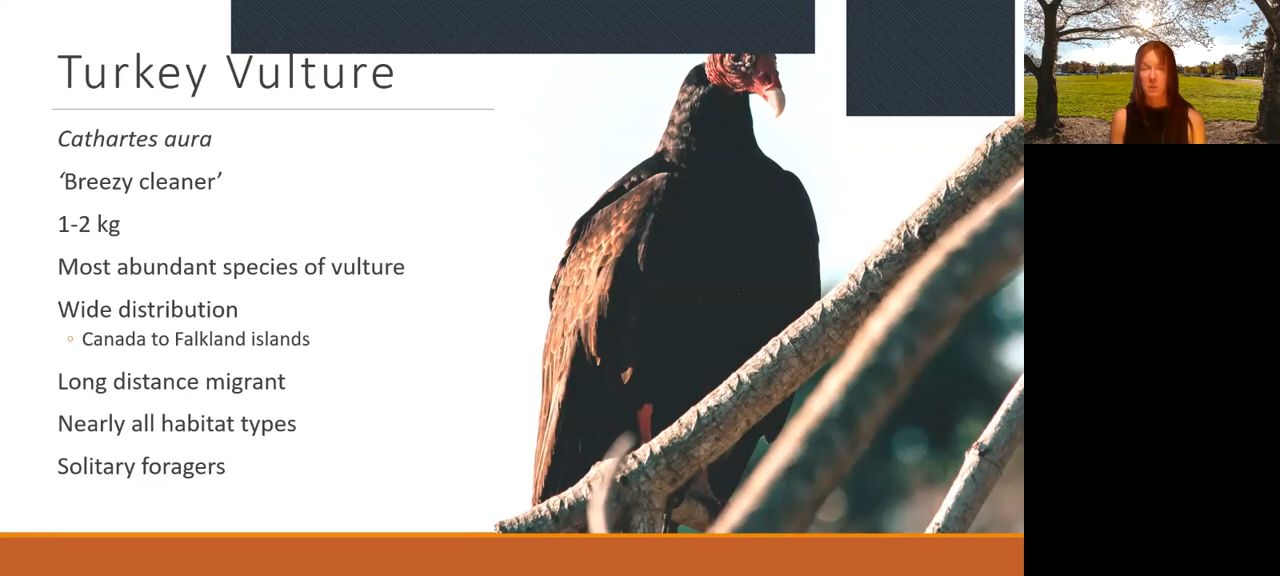 Turkey Vulture
Cathartes aura
‘Breezy cleaner’
1-2 kg
Most abundant species of vulture
Wide distribution
Canada to Falkland islands
Long distance migrant
Nearly all habitat types
Solitary foragers